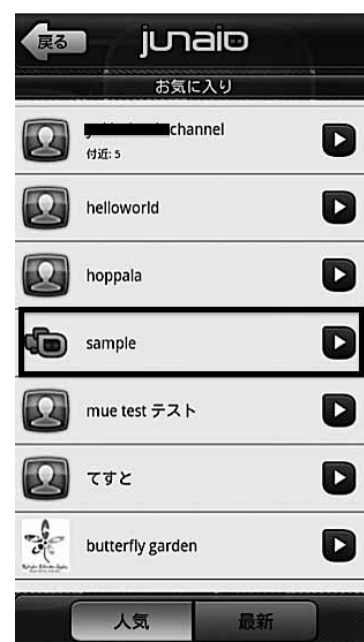 戻る
junaio
お気に入り
channel
付近: 5
helloworld
hoppala
sample
mue test テスト
てすと
butterfly garden
人気
最新